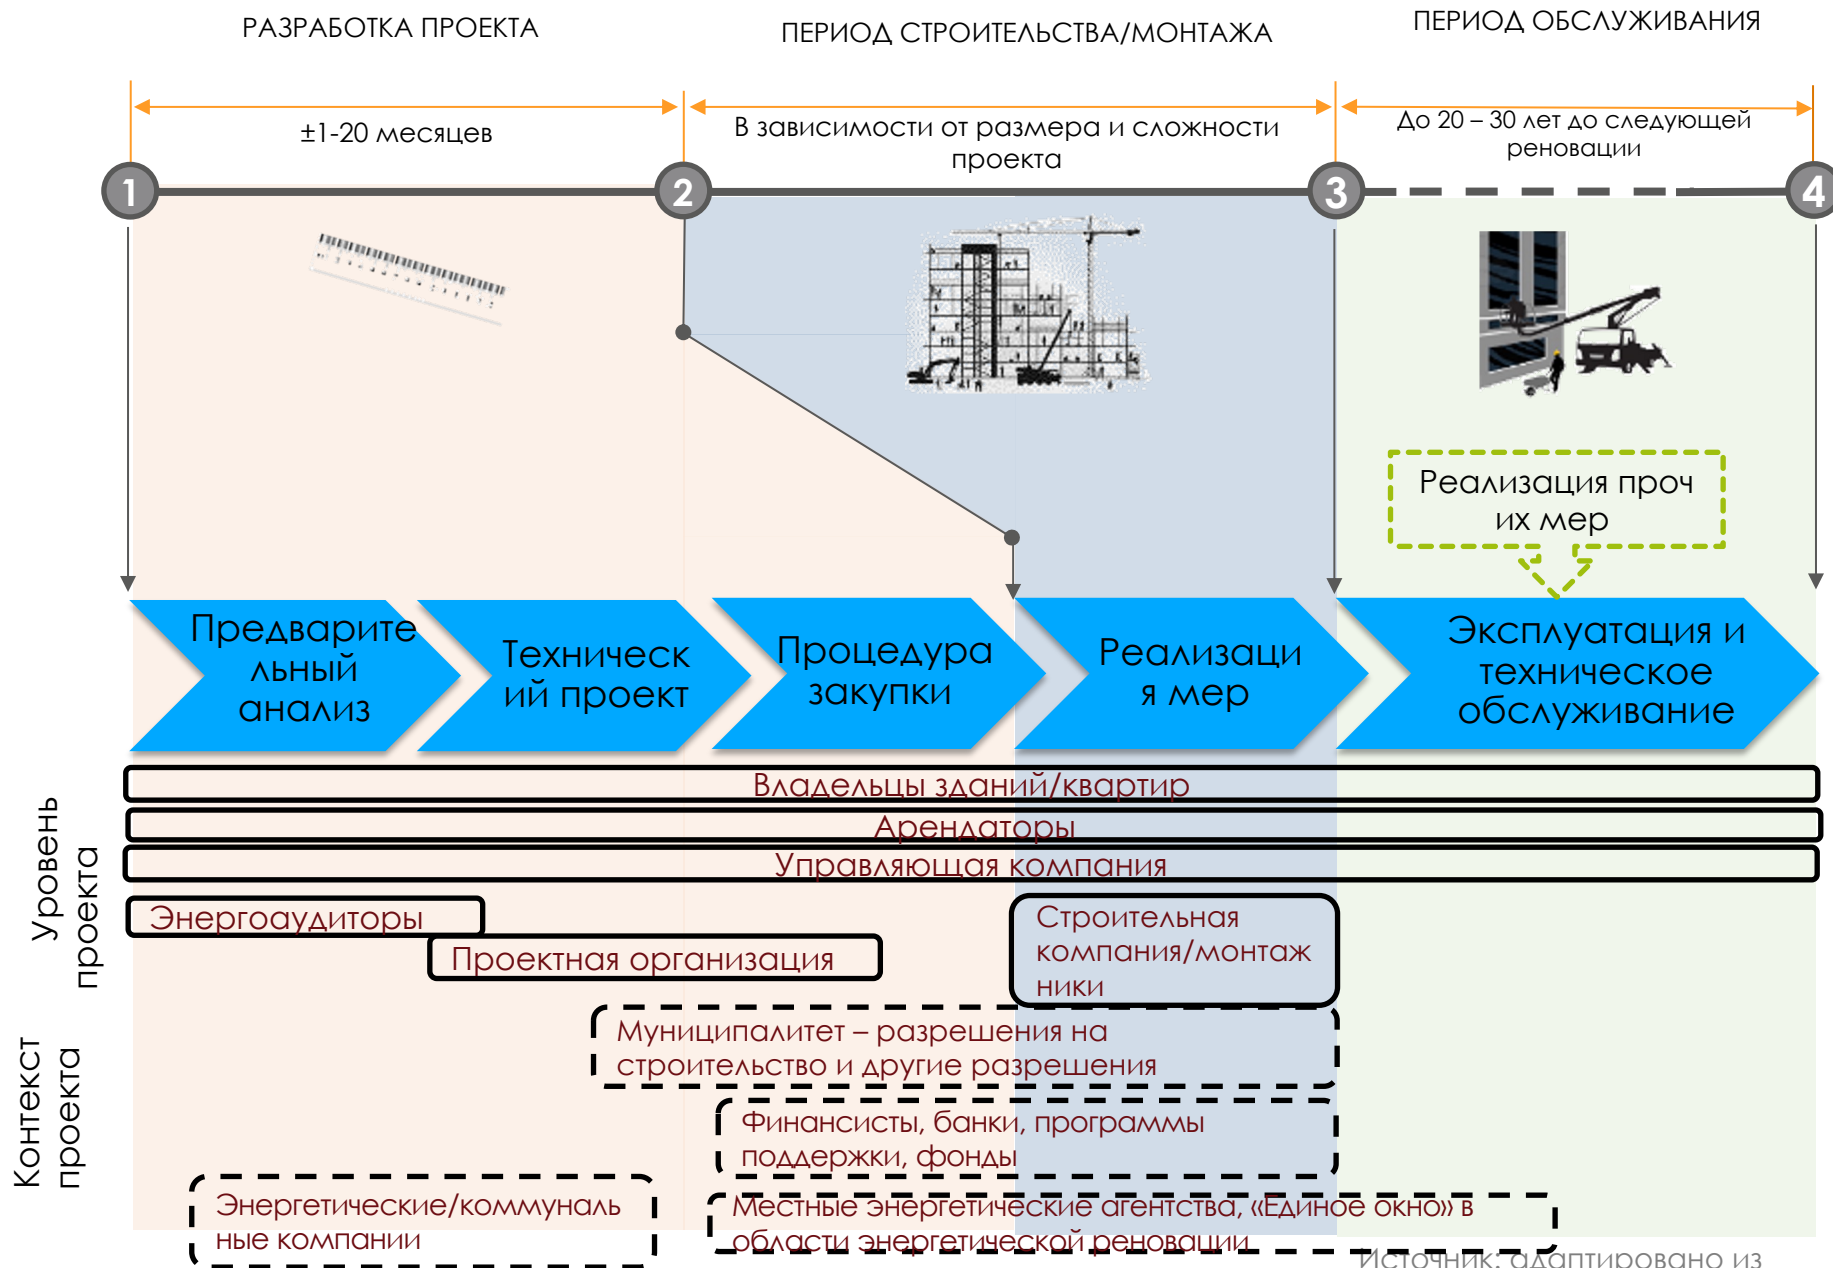 РАЗРАБОТКА ПРОЕКТА
ПЕРИОД СТРОИТЕЛЬСТВА/МОНТАЖА
ПЕРИОД ОБСЛУЖИВАНИЯ
±1-20 месяцев
В зависимости от размера и сложности
проекта
До 20 – 30 лет до следующей
реновации
1
2
3
4
Реализация проч
их мер
Предварите
льный
анализ
Техническ
ий проект
Процедура
закупки
Реализаци
я мер
Эксплуатация и
техническое
обслуживание
Уровень
проекта
Владельцы зданий/квартир
Арендаторы
Управляющая компания
Энергоаудиторы
Проектная организация
Строительная
компания/монтаж
ники
Контекст
проекта
Муниципалитет – разрешения на
строительство и другие разрешения
Финансисты, банки, программы
поддержки, фонды
Энергетические/коммуналь
ные компании
Местные энергетические агентства, «Единое окно» в
области энергетической реновации
Источник: адаптировано из